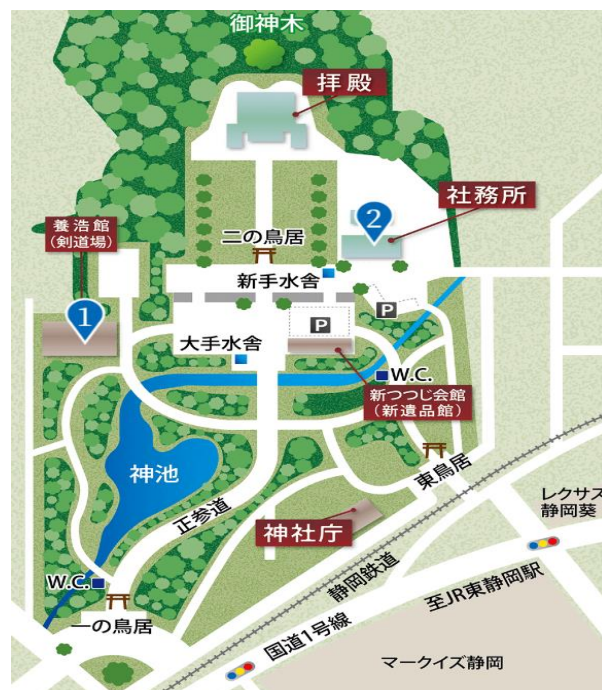 御神木
拝殿
2
社務所
養浩館
(剣道場)
二の鳥居
新手水舎
1
P
P
大手水舎
W.C.
新つつじ会館
(新遺品館)
東鳥居
神池
正参道
神社庁
レクサス
静岡葵
静岡鉄道
W.C.
一の鳥居
国道1号線
至JR東静岡駅
マークイズ静岡